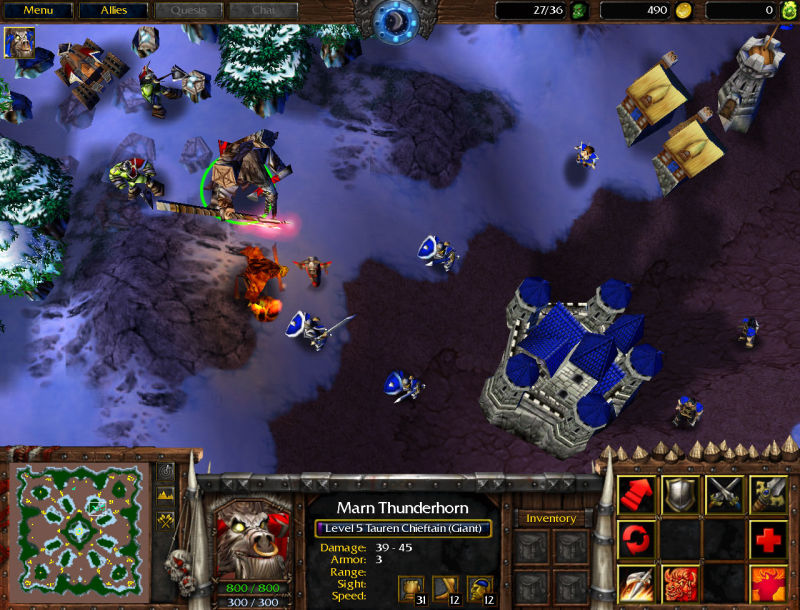 Menu
Allies
Quests
Chat
27/36
490
0
Marn Thunderhorn
Level 5 Tauren Chieftain (Giant)
Damage: 39 - 45
Armor: 3
Range:
Sight:
Speed:
31
12
12
800 / 800
300 / 300
Inventory